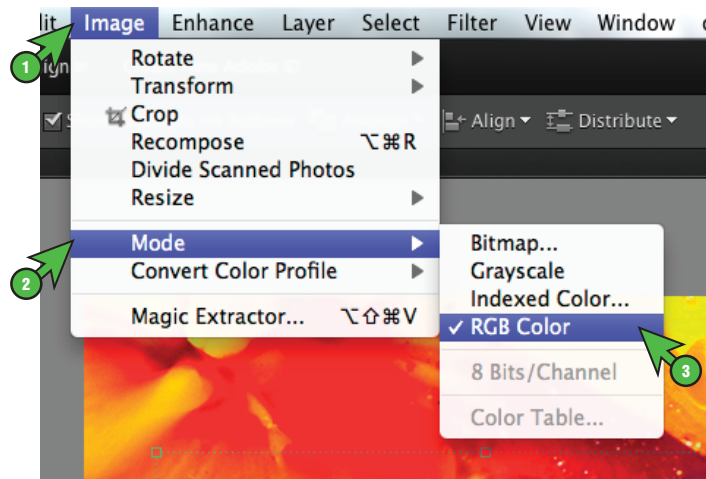 Image Enhance Layer Select Filter View Window
1
Rotate
Transform
Crop
Align Distribute
Recompose ⌥⌘R
Divide Scanned Photos
Resize
Mode
2
Convert Color Profile
Magic Extractor... ⌥⇧⌘V
Bitmap...
Grayscale
Indexed Color...
✓ RGB Color
3
8 Bits/Channel
Color Table...